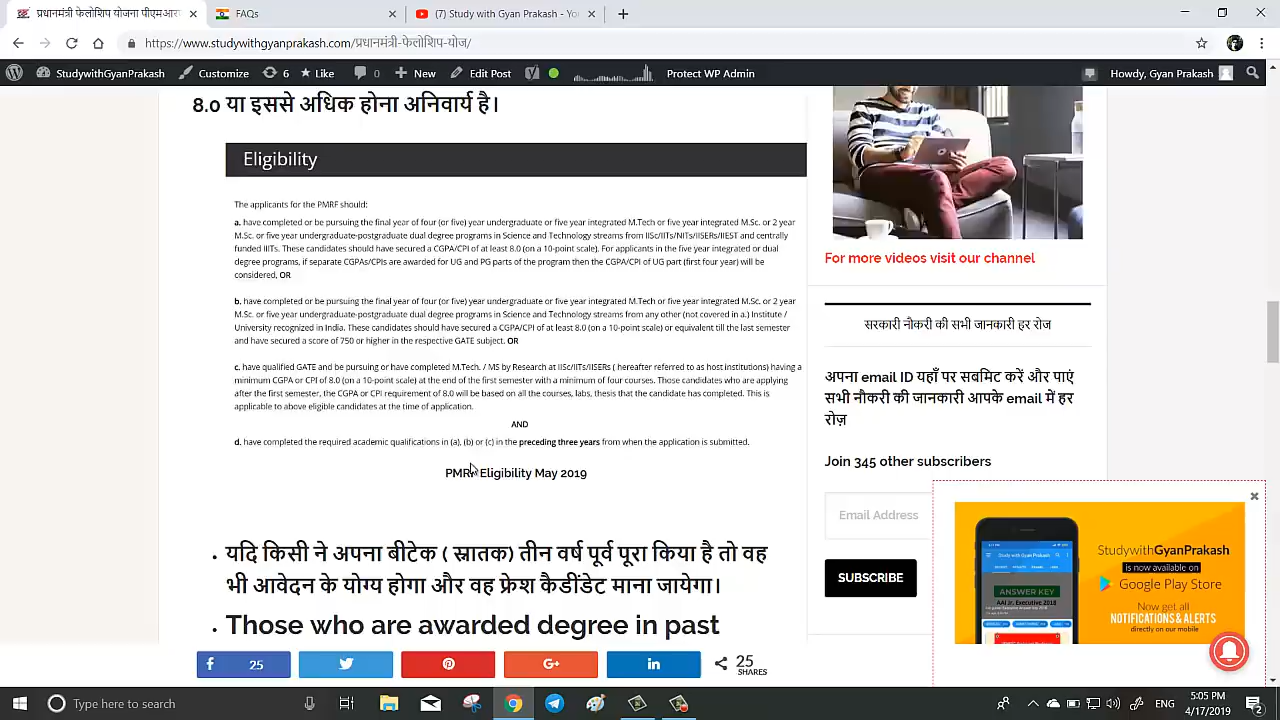 प्रधानमंत्री फेलोशिप योजना पीएमआर
FAQs
(7) Study with Gyan Prakash - Yo
https://www.studywithgyanprakash.com/प्रधानमंत्री-फेलोशिप-योज/
StudywithGyanPrakash
Customize
6
Like
0
New
Edit Post
Protect WP Admin
Howdy, Gyan Prakash
8.0 या इससे अधिक होना अनिवार्य है।
Eligibility
The applicants for the PMRF should:
a. have completed or be pursuing the final year of four (or five) year undergraduate or five year integrated M.Tech or five year integrated M.Sc. or 2 year
M.Sc. or five year undergraduate-postgraduate dual degree programs in Science and Technology streams from IISc/IITs/NITs/IISERs/IIEST and centrally
funded IIITs. These candidates should have secured a CGPA/CPI of at least 8.0 (on a 10-point scale). For applicants in the five year integrated or dual
degree programs, if separate CGPAs/CPIs are awarded for UG and PG parts of the program then the CGPA/CPI of UG part (first four year) will be
considered, OR
b. have completed or be pursuing the final year of four (or five) year undergraduate or five year integrated M.Tech or five year integrated M.Sc. or 2 year
M.Sc. or five year undergraduate-postgraduate dual degree programs in Science and Technology streams from any other (not covered in a.) Institute /
University recognized in India. These candidates should have secured a CGPA/CPI of at least 8.0 (on a 10-point scale) or equivalent till the last semester
and have secured a score of 750 or higher in the respective GATE subject. OR
c. have qualified GATE and be pursuing or have completed M.Tech. / MS by Research at IISc/IITs/IISERs ( hereafter referred to as host institutions) having a
minimum CGPA or CPI of 8.0 (on a 10-point scale) at the end of the first semester with a minimum of four courses. Those candidates who are applying
after the first semester, the CGPA or CPI requirement of 8.0 will be based on all the courses, labs, thesis that the candidate has completed. This is
applicable to above eligible candidates at the time of application.
AND
d. have completed the required academic qualifications in (a), (b) or (c) in the preceding three years from when the application is submitted.
PMRF Eligibility May 2019
• यदि किसी ने अपना बीटेक ( स्नातक) तीन वर्ष पूर्व पूरा किया है तो वह
भी आवेदन के योग्य होगा और वह फ्रेश कैडींडेट माना जायेगा।
• Those who are awarded degree in past
25
25
SHARES
For more videos visit our channel
सरकारी नौकरी की सभी जानकारी हर रोज
अपना email ID यहाँ पर सबमिट करें और पाएं
सभी नौकरी की जानकारी आपके email में हर
रोज़
Join 345 other subscribers
Email Address
SUBSCRIBE
StudywithGyanPrakash
is now available on
Google Play Store
Now get all
NOTIFICATIONS & ALERTS
directly on our mobile
ANSWER KEY
AAI Jr. Executive 2018
Type here to search
ENG
5:05 PM
4/17/2019
2